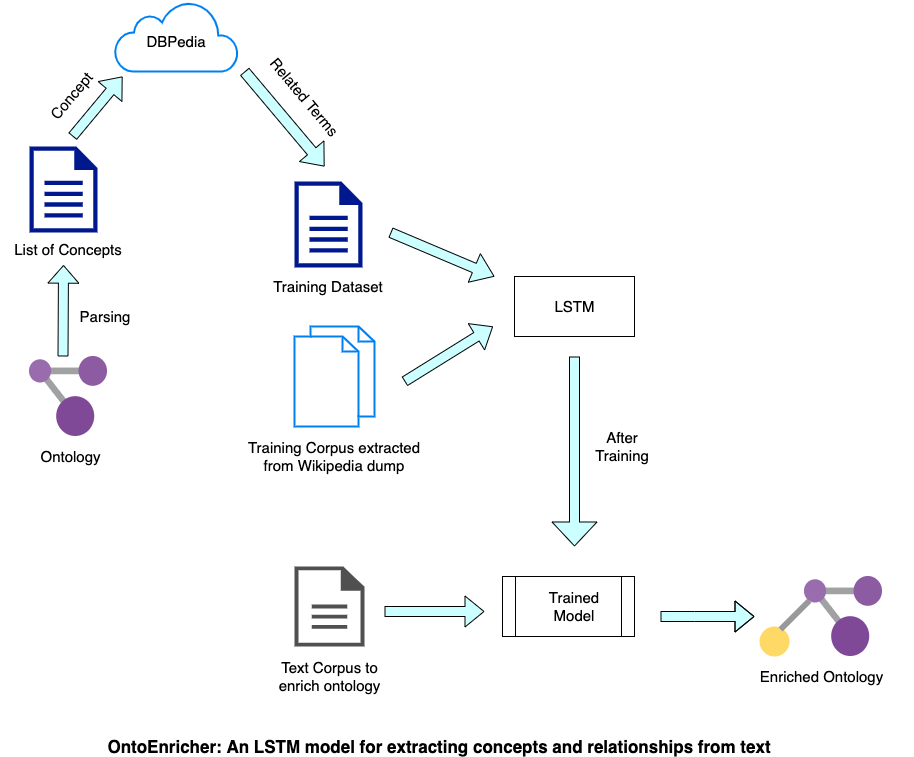 DBPedia
Concept
Related Terms
List of Concepts
Training Dataset
LSTM
Parsing
Training Corpus extracted
from Wikipedia dump
After
Training
Ontology
Trained
Model
Text Corpus to
enrich ontology
Enriched Ontology
OntoEnricher: An LSTM model for extracting concepts and relationships from text